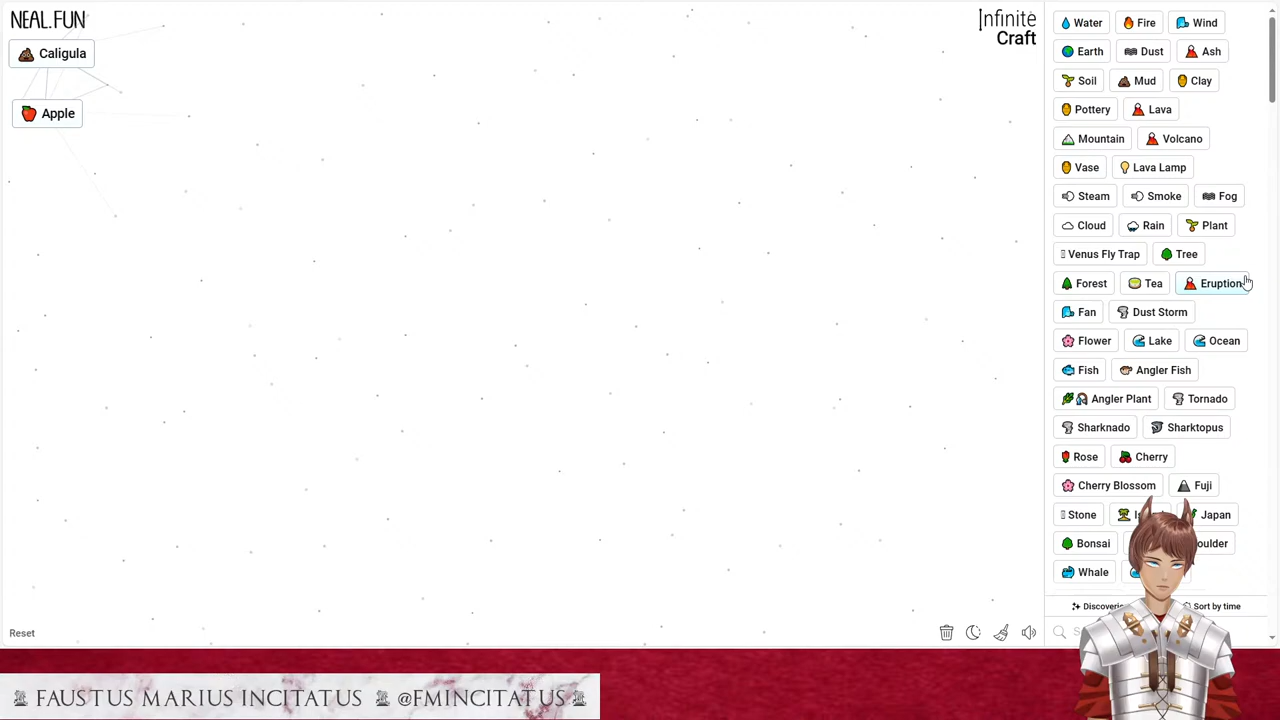 NEAL.FUN
Infinite
Craft
Caligula
Apple
Water Fire Wind
Earth Dust Ash
Soil Mud Clay
Pottery Lava
Mountain Volcano
Vase Lava Lamp
Steam Smoke Fog
Cloud Rain Plant
Venus Fly Trap Tree
Forest Tea Eruption
Fan Dust Storm
Flower Lake Ocean
Fish Angler Fish
Angler Plant Tornado
Sharknado Sharktopus
Rose Cherry
Cherry Blossom Fuji
Stone Japan
Bonsai
Whale
Sort by time
Reset
FAUSTUS MARIUS INCITATUS @FMINCITATUS